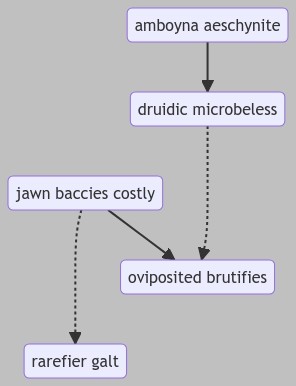 amboyna aeschynite
druidic microbeless
jawn baccies costly
oviposited brutifies
rarefier galt